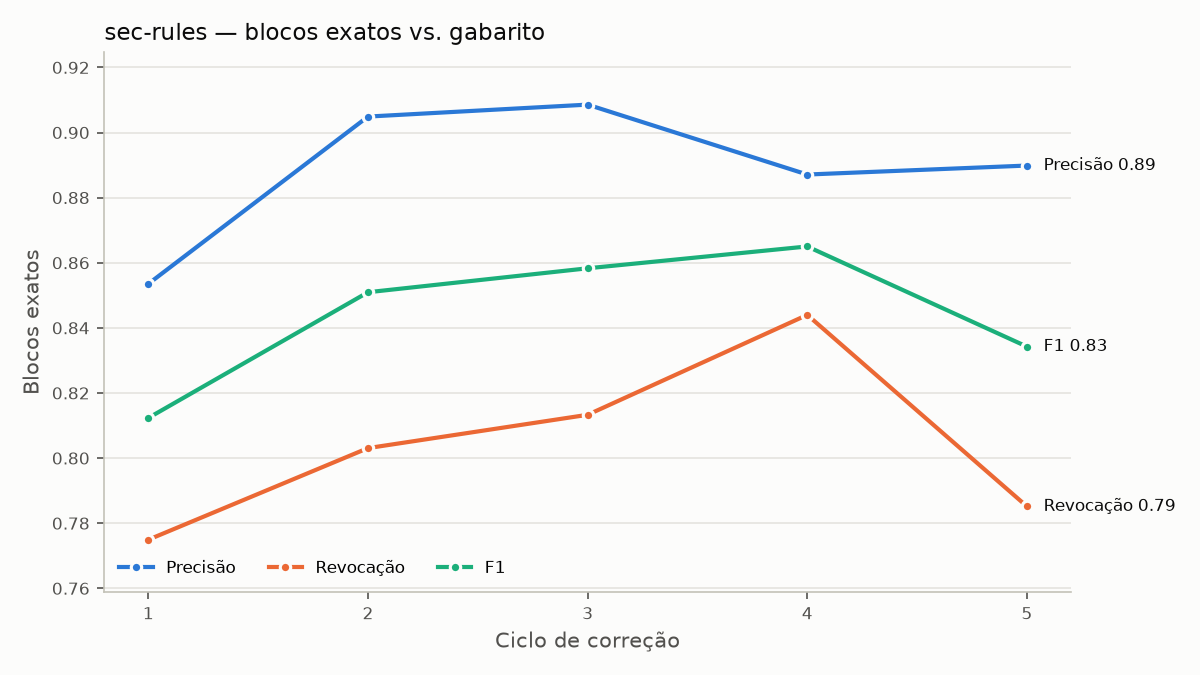 sec-rules — blocos exatos vs. gabarito
Blocos exatos
0.92
0.90
0.88
0.86
0.84
0.82
0.80
0.78
0.76
Precisão 0.89
F1 0.83
Revocação 0.79
Precisão
Revocação
F1
1
2
3
4
5
Ciclo de correção